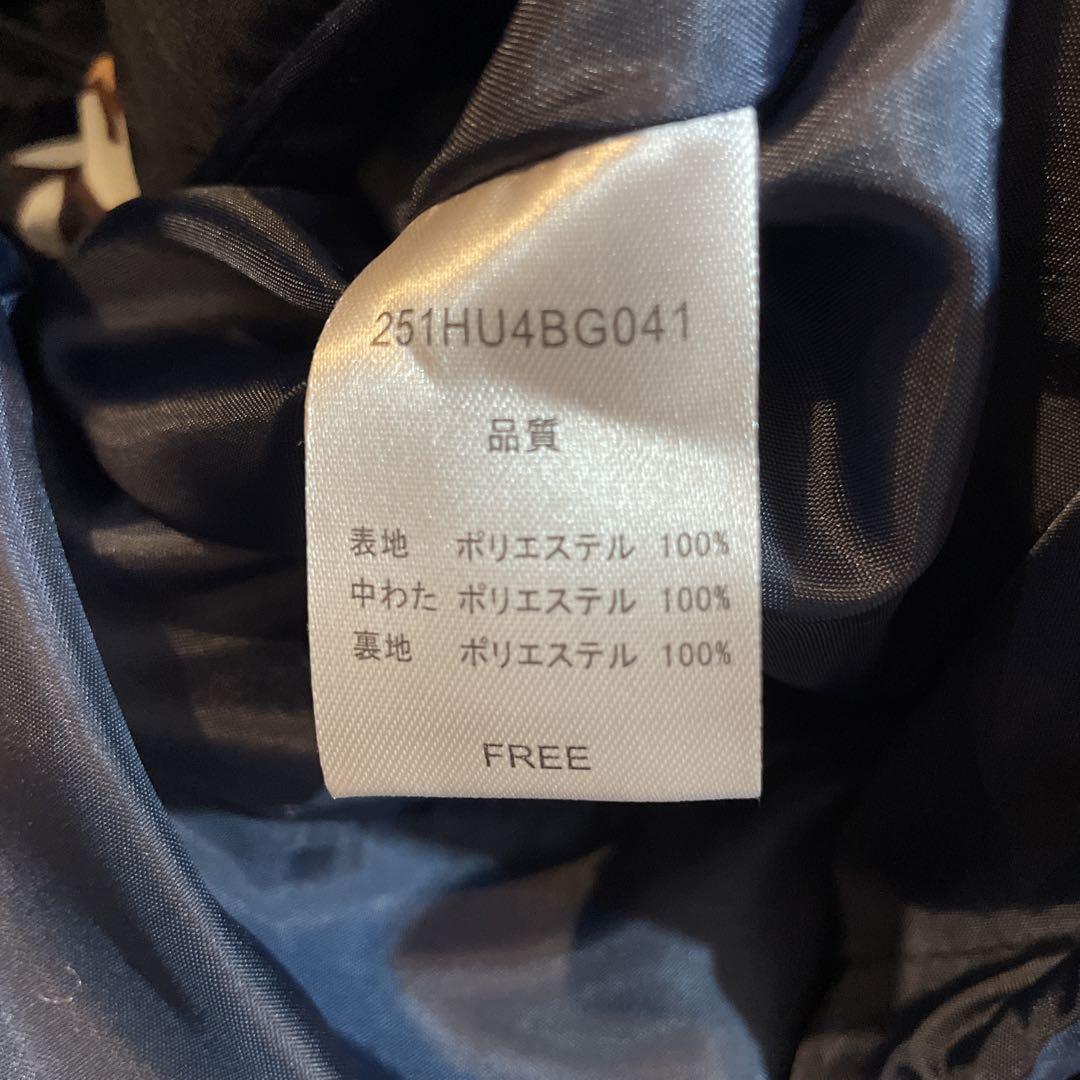 251HU4BG041
品質
表地 ポリエステル 100%
中わた ポリエステル 100%
裏地 ポリエステル 100%
FREE